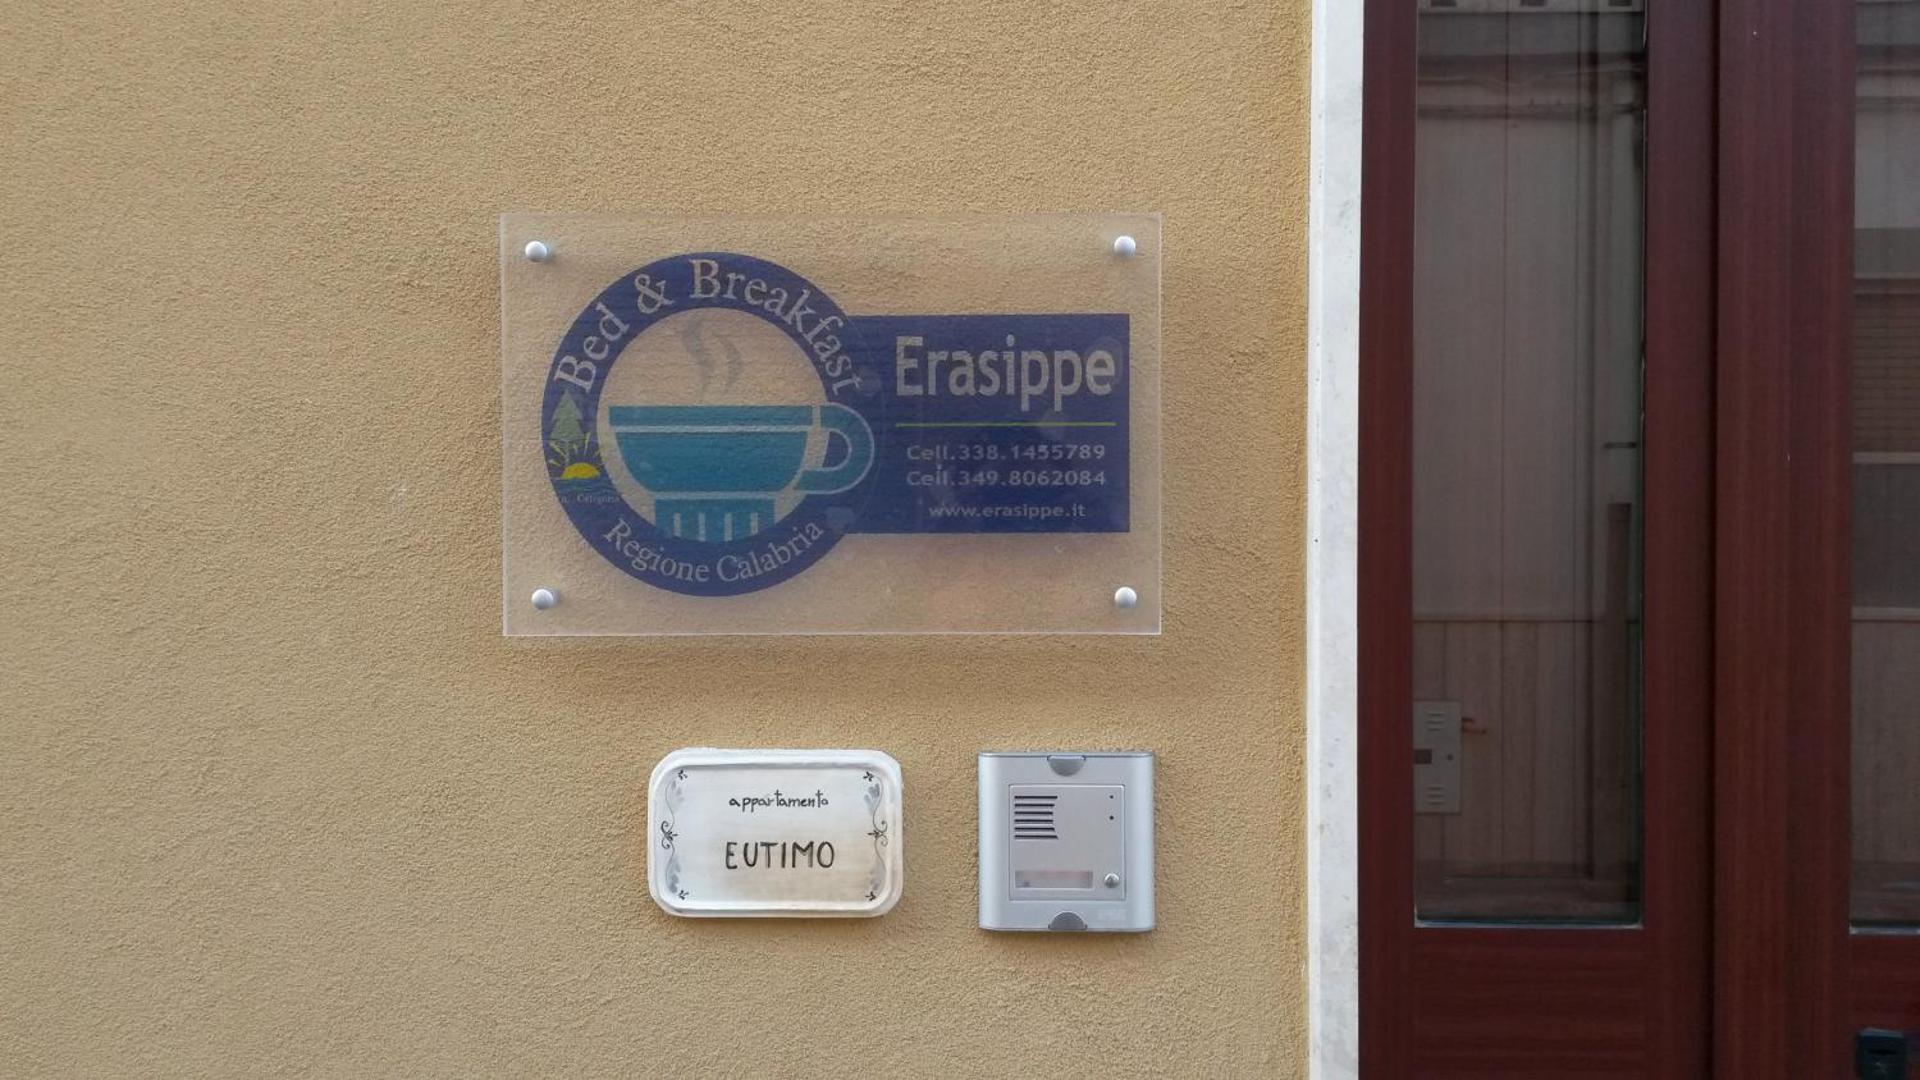 Bed & Breakfast
Regione Calabria
Erasippe
Cell.338.1455789
Cell.349.8062084
www.erasippe.it
appartamento
EUTIMO